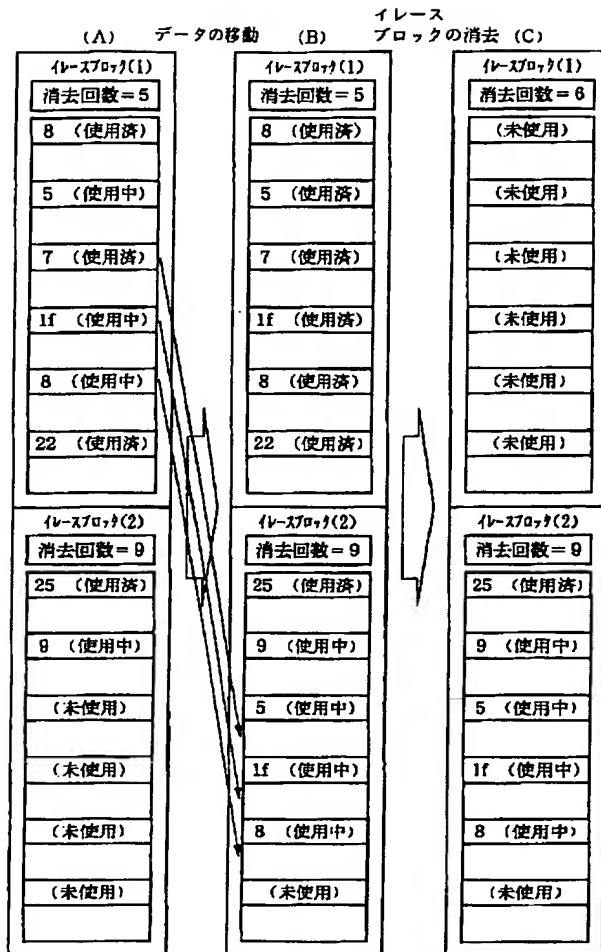 イレース
(A) データの移動 (B) ブロックの消去 (C)
イレースブロック(1)
消去回数=5
8 (使用済)
5 (使用中)
7 (使用済)
1f (使用中)
8 (使用中)
22 (使用済)
イレースブロック(2)
消去回数=9
25 (使用済)
9 (使用中)
(未使用)
(未使用)
(未使用)
(未使用)
イレースブロック(1)
消去回数=5
8 (使用済)
5 (使用済)
7 (使用済)
1f (使用済)
8 (使用済)
22 (使用済)
イレースブロック(2)
消去回数=9
25 (使用済)
9 (使用中)
5 (使用中)
1f (使用中)
8 (使用中)
(未使用)
イレースブロック(1)
消去回数=6
(未使用)
(未使用)
(未使用)
(未使用)
(未使用)
(未使用)
イレースブロック(2)
消去回数=9
25 (使用済)
9 (使用中)
5 (使用中)
1f (使用中)
8 (使用中)
(未使用)